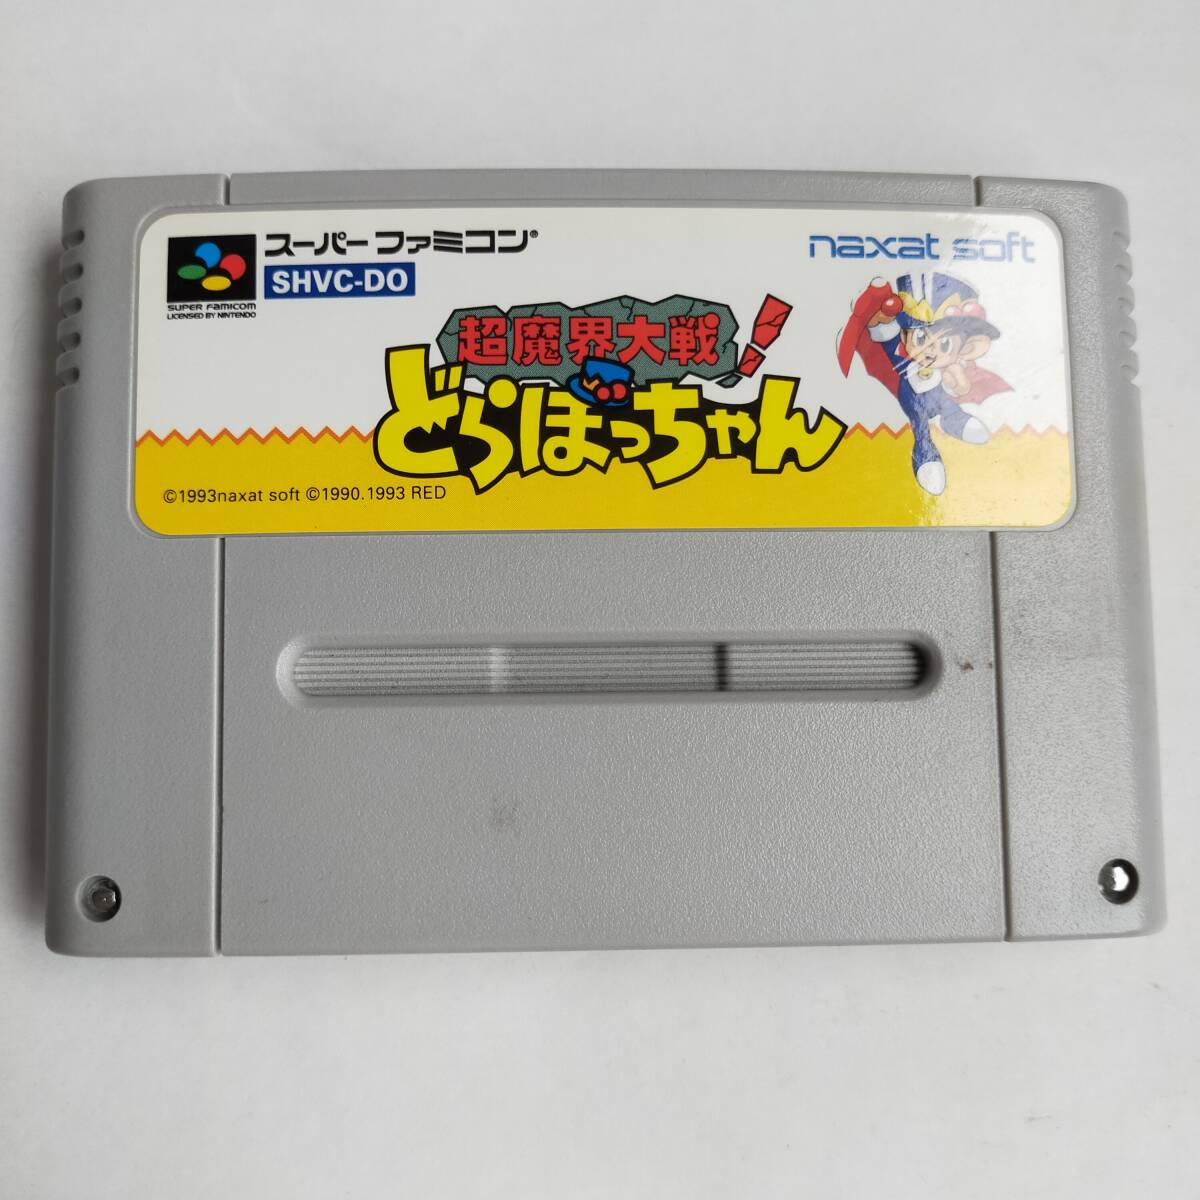 スーパーファミコン®
SHVC-DO
SUPER FAMICOM
LICENSED BY NINTENDO
naxat soft
超魔界大戦!
どらぼっちゃん
©1993naxat soft ©1990.1993 RED